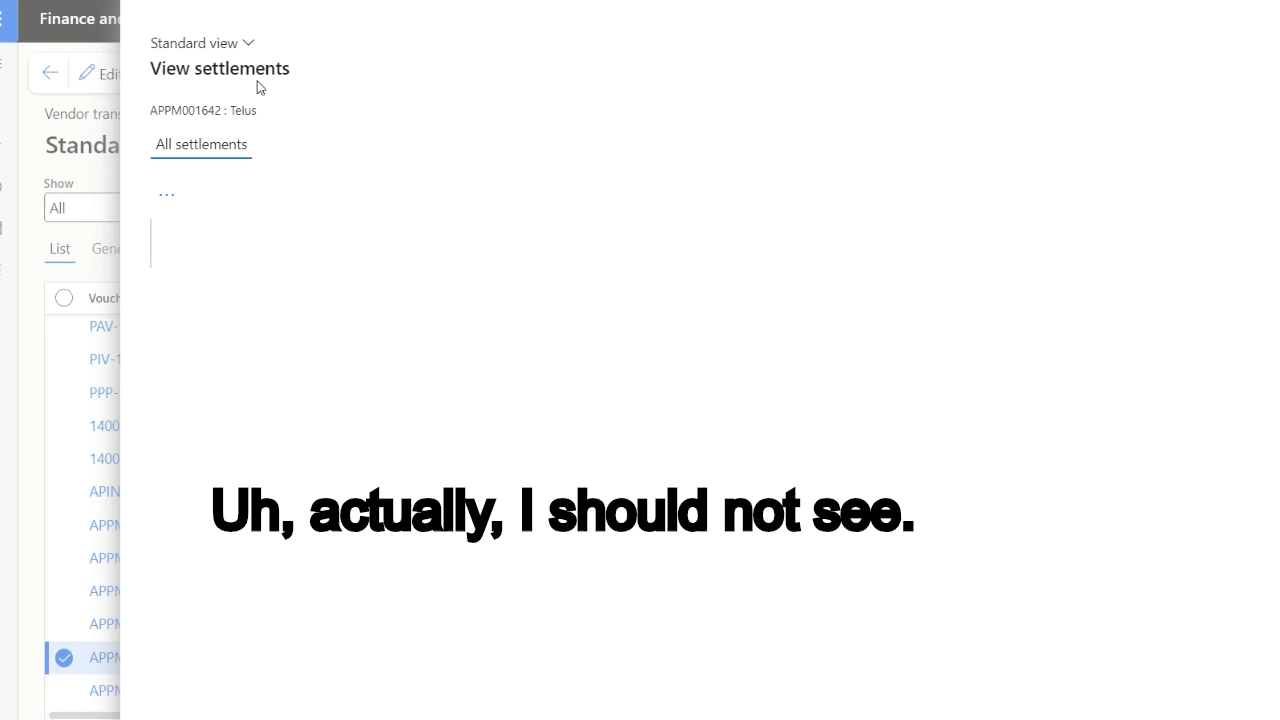 Finance and
Standard view
View settlements
Edit
Vendor trans
APPM001642 : Telus
Standa
All settlements
Show
...
All
List Gene
Vouch
PAV-
PIV-1
PPP-
1400
1400
APIN
APPM
APPM
APPM
APPM
APPM
APPM
Uh, actually, I should not see.